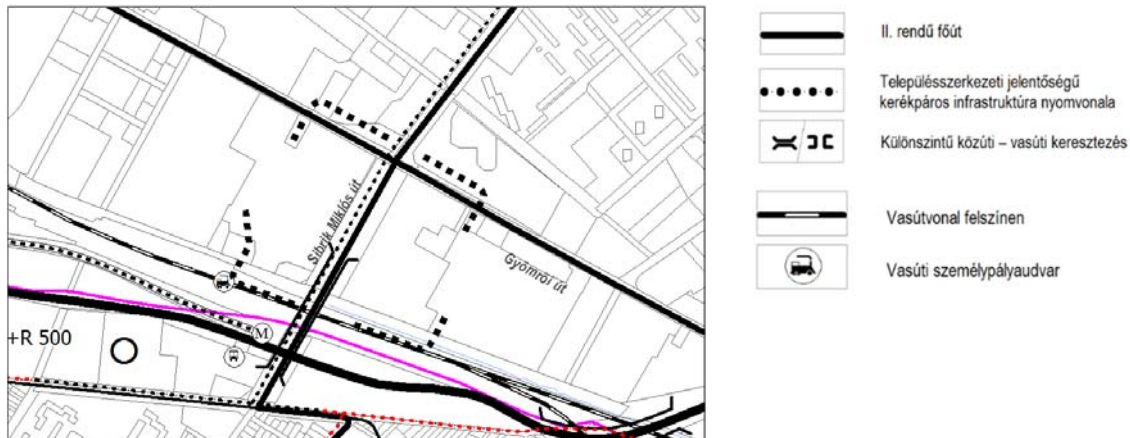 Sibrik Miklós út
Gyömrői út
+R 500
M
II. rendű főút
Településszerkezeti jelentőségű
kerékpáros infrastruktúra nyomvonala
Különszintű közúti – vasúti keresztezés
Vasútvonal felszínen
Vasúti személypályaudvar